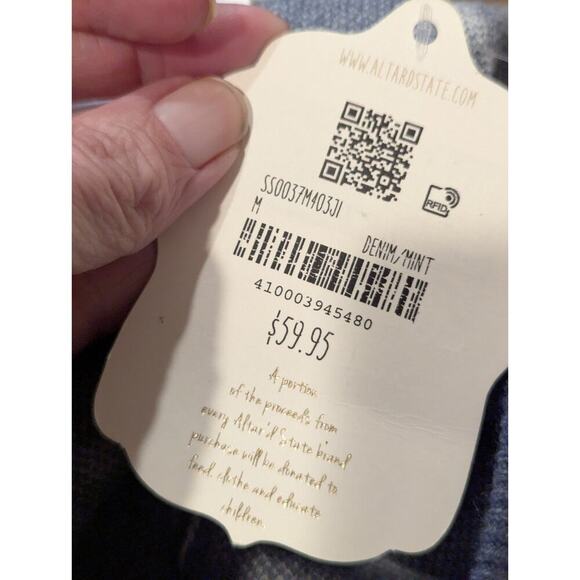 WWW.ALTARDSTATE.COM
RFID
SS0037M403JI
M
DENIM/MINT
410003945480
$59.95
A portion
of the proceeds from
every Altar'd State brand
purchase will be donated to
feed, clothe and educate
children.